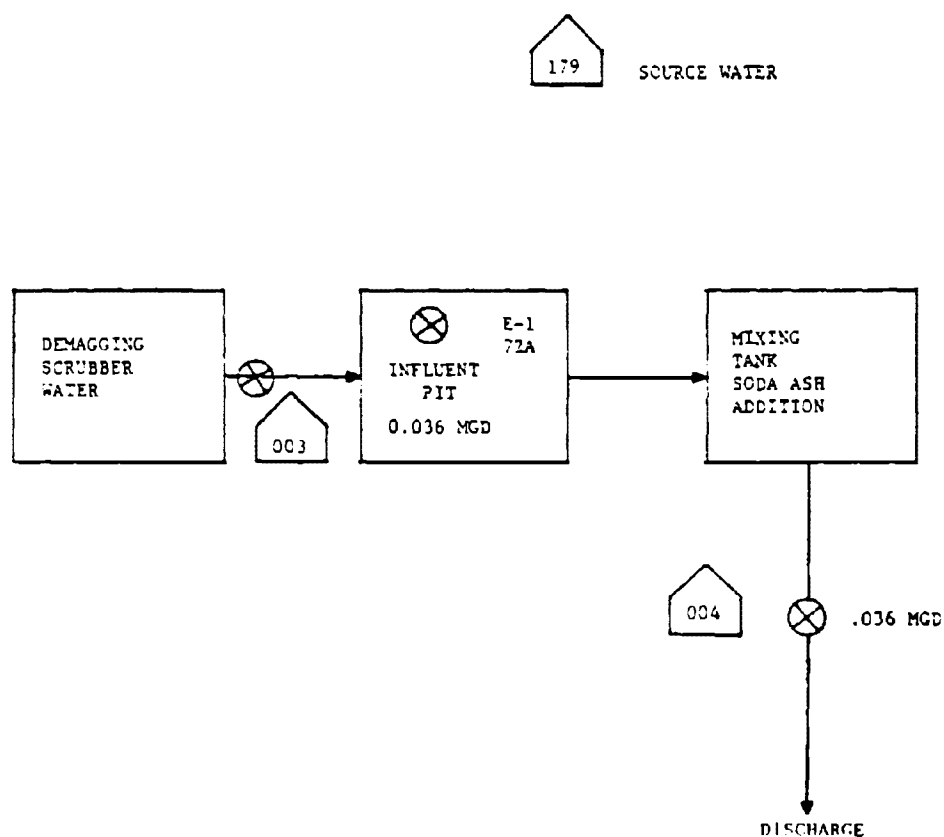 179
SOURCE WATER
DEMAGGING
SCRUBBER
WATER
003
E-1
72A
INFLUENT
PIT
0.036 MGD
MIXING
TANK
SODA ASH
ADDITION
004
.036 MGD
DISCHARGE